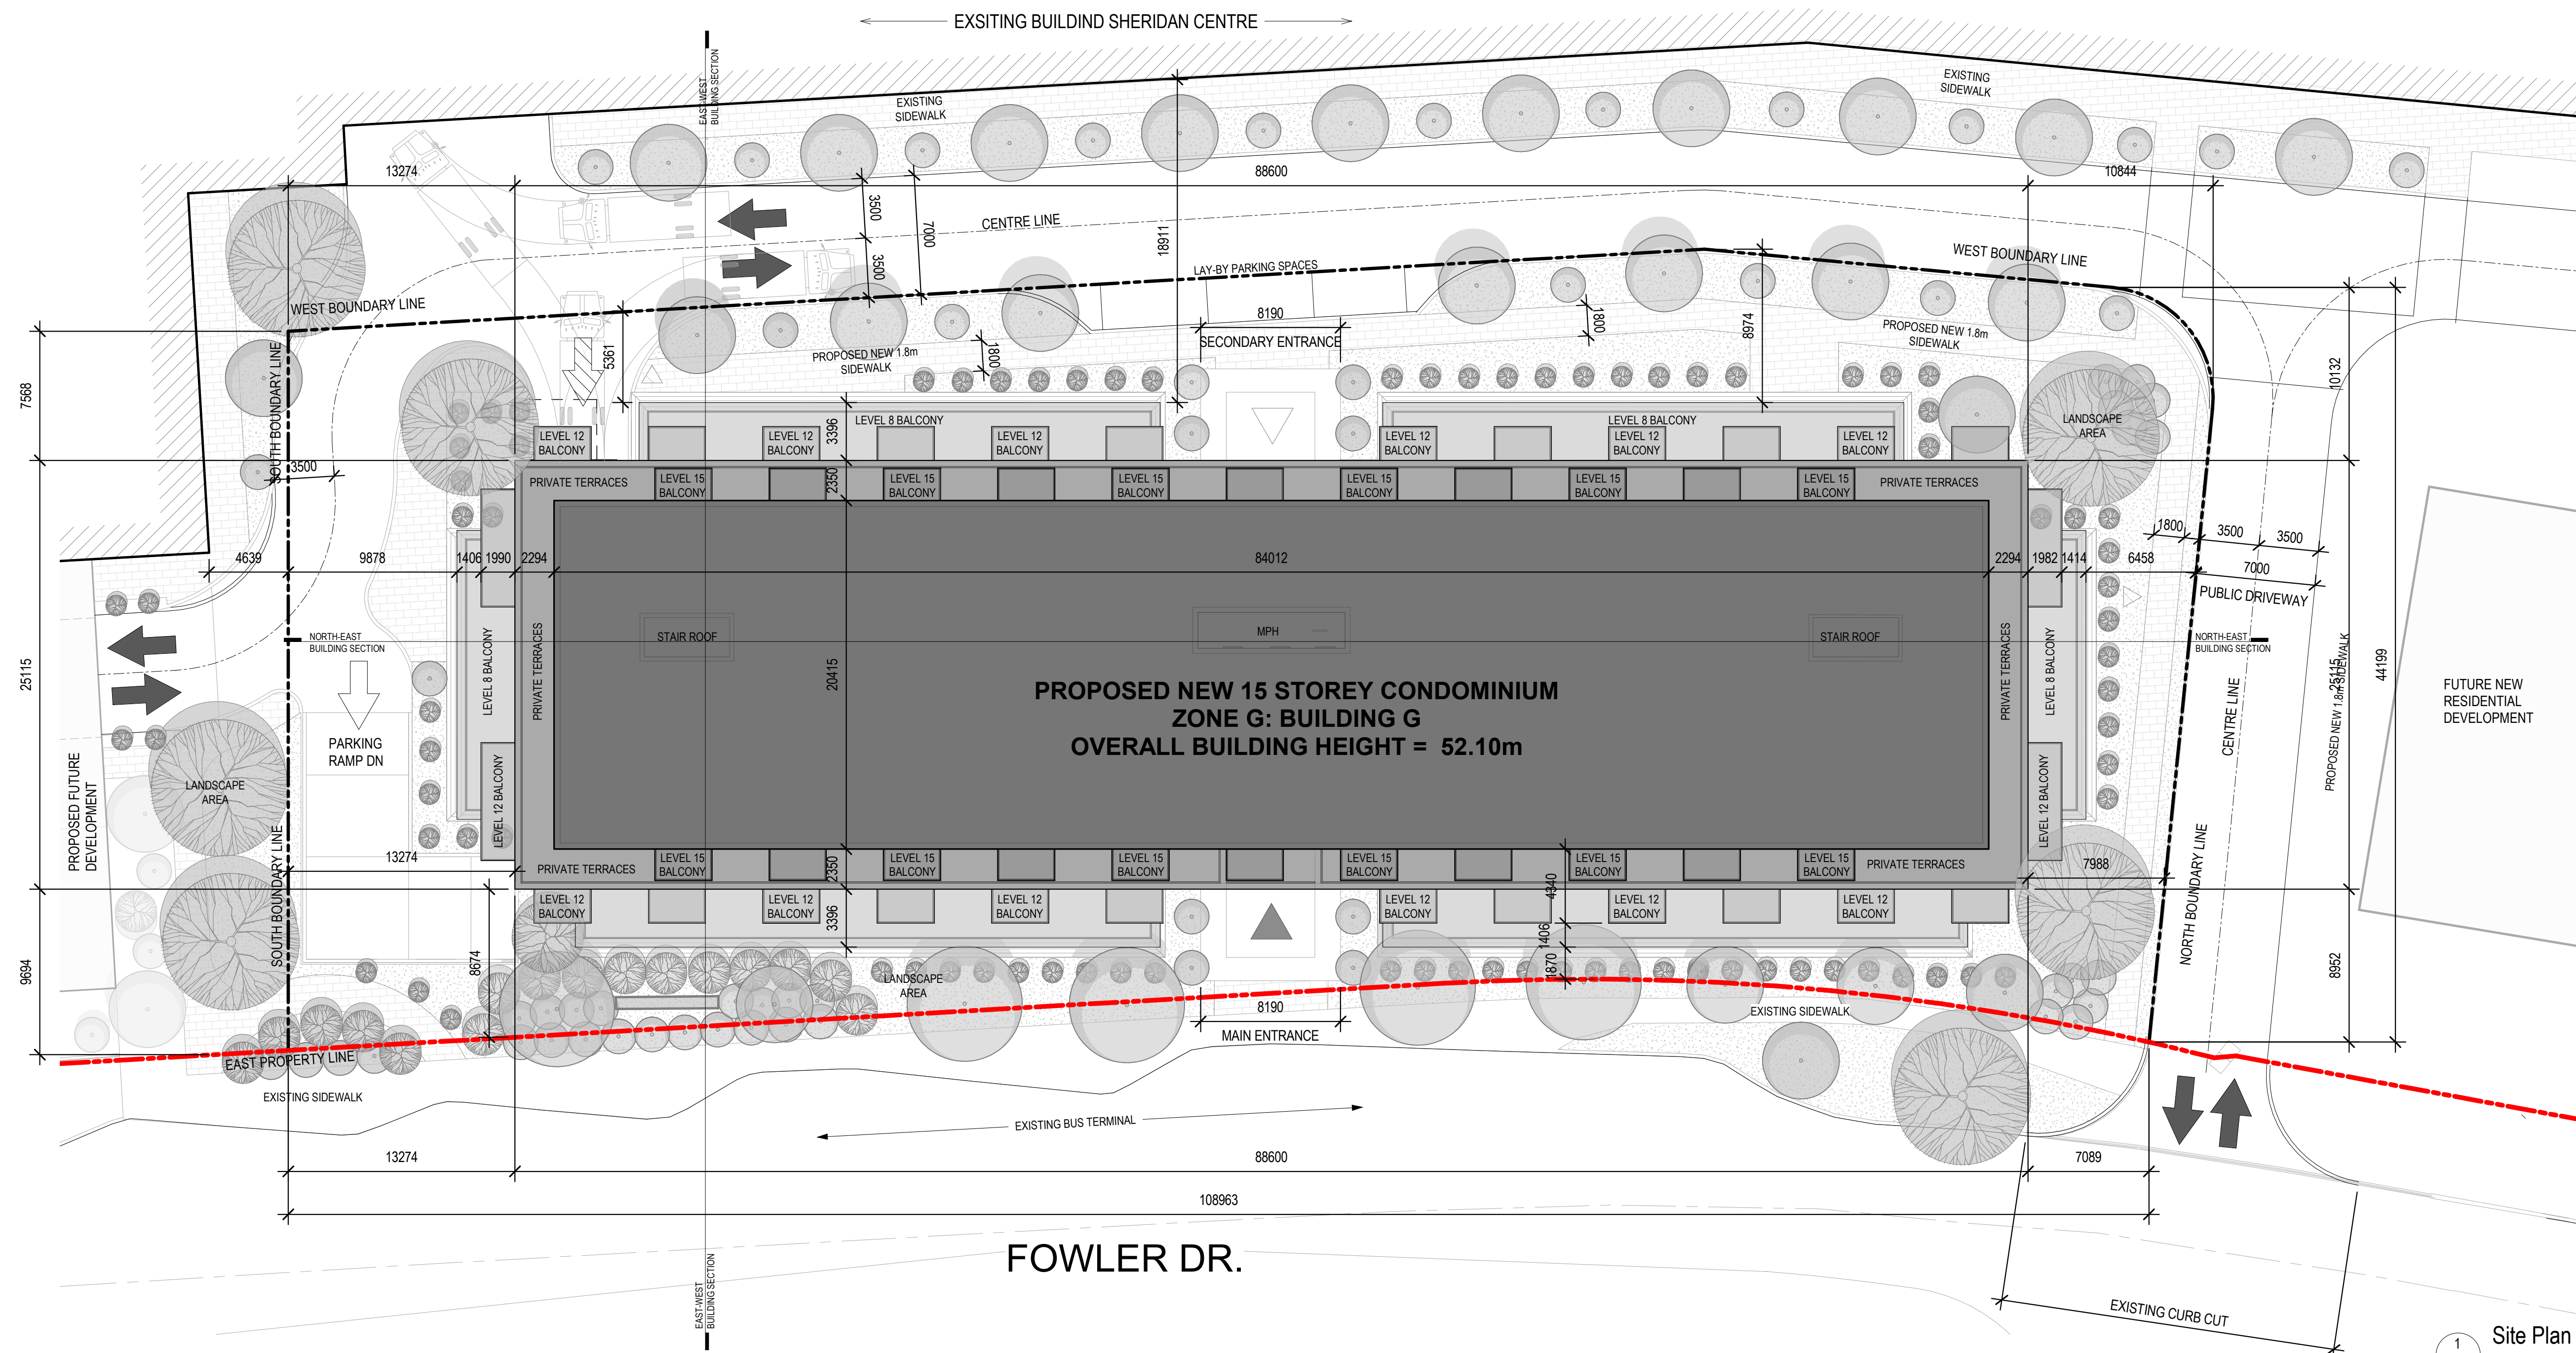 EXSITING BUILDIND SHERIDAN CENTRE
EAST-WEST
BUILDING SECTION
EXISTING
SIDEWALK
EXISTING
SIDEWALK
13274
88600
10844
3500
7000
3500
18911
CENTRE LINE
LAY-BY PARKING SPACES
WEST BOUNDARY LINE
WEST BOUNDARY LINE
SOUTH BOUNDARY LINE
5361
8190
SECONDARY ENTRANCE
1800
1800
8974
PROPOSED NEW 1.8m
SIDEWALK
PROPOSED NEW 1.8m
SIDEWALK
7568
10132
LANDSCAPE
AREA
LEVEL 8 BALCONY
LEVEL 8 BALCONY
3396
LEVEL 12
BALCONY
LEVEL 12
BALCONY
LEVEL 12
BALCONY
LEVEL 12
BALCONY
LEVEL 12
BALCONY
LEVEL 12
BALCONY
3500
PRIVATE TERRACES
LEVEL 15
BALCONY
2350
LEVEL 15
BALCONY
LEVEL 15
BALCONY
LEVEL 15
BALCONY
LEVEL 15
BALCONY
LEVEL 15
BALCONY
PRIVATE TERRACES
1800
3500
3500
4639
9878
1406
1990
2294
84012
2294
1982
1414
6458
7000
PUBLIC DRIVEWAY
NORTH-EAST
BUILDING SECTION
STAIR ROOF
MPH
STAIR ROOF
NORTH-EAST
BUILDING SECTION
25115
LEVEL 8 BALCONY
PRIVATE TERRACES
20415
PRIVATE TERRACES
LEVEL 8 BALCONY
25115
PROPOSED NEW 1.8m SIDEWALK
44199
PROPOSED NEW 15 STOREY CONDOMINIUM
ZONE G: BUILDING G
OVERALL BUILDING HEIGHT = 52.10m
FUTURE NEW
RESIDENTIAL
DEVELOPMENT
CENTRE LINE
PARKING
RAMP DN
PROPOSED FUTURE
DEVELOPMENT
LANDSCAPE
AREA
LEVEL 12 BALCONY
LEVEL 12 BALCONY
SOUTH BOUNDARY LINE
NORTH BOUNDARY LINE
13274
PRIVATE TERRACES
LEVEL 15
BALCONY
2350
LEVEL 15
BALCONY
LEVEL 15
BALCONY
LEVEL 15
BALCONY
LEVEL 15
BALCONY
LEVEL 15
BALCONY
PRIVATE TERRACES
7988
LEVEL 12
BALCONY
LEVEL 12
BALCONY
3396
LEVEL 12
BALCONY
LEVEL 12
BALCONY
LEVEL 12
BALCONY
LEVEL 12
BALCONY
4340
1406
1870
9694
8674
8952
LANDSCAPE
AREA
8190
MAIN ENTRANCE
EXISTING SIDEWALK
EAST PROPERTY LINE
EXISTING SIDEWALK
EXISTING BUS TERMINAL
13274
88600
7089
108963
FOWLER DR.
EAST-WEST
BUILDING SECTION
EXISTING CURB CUT
1
Site Plan